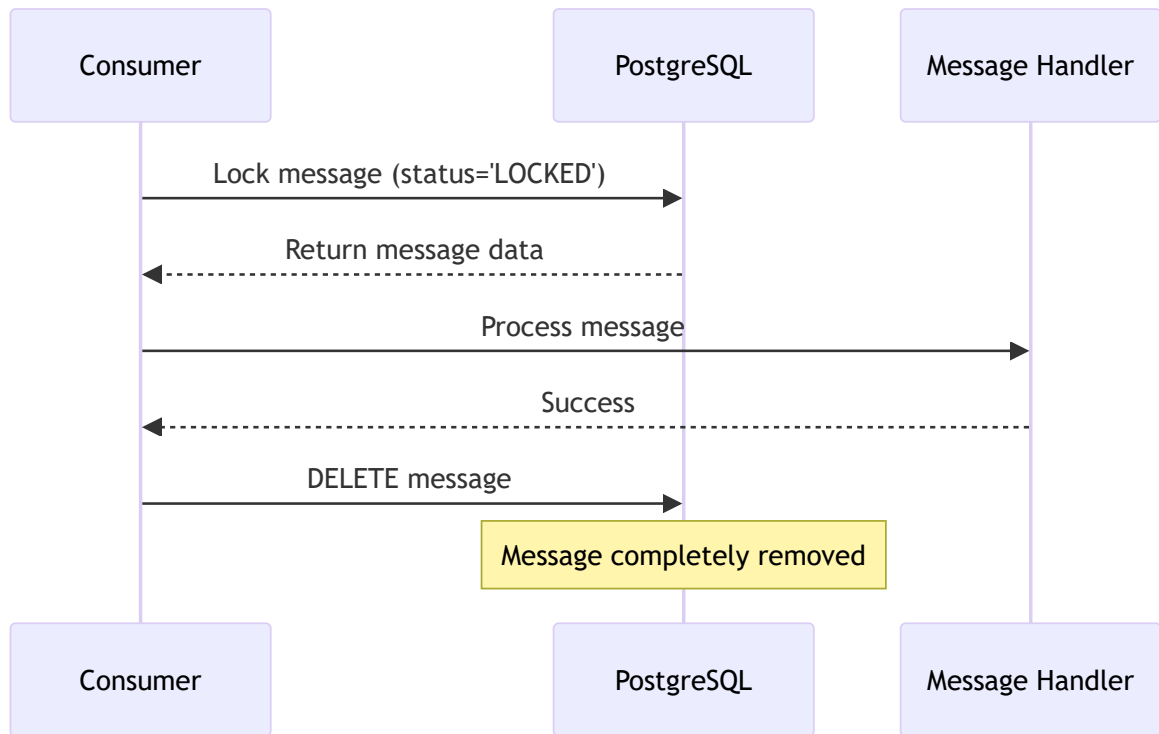 Consumer
PostgreSQL
Message Handler
Lock message (status='LOCKED')
Return message data
Process message
Success
DELETE message
Message completely removed
Consumer
PostgreSQL
Message Handler